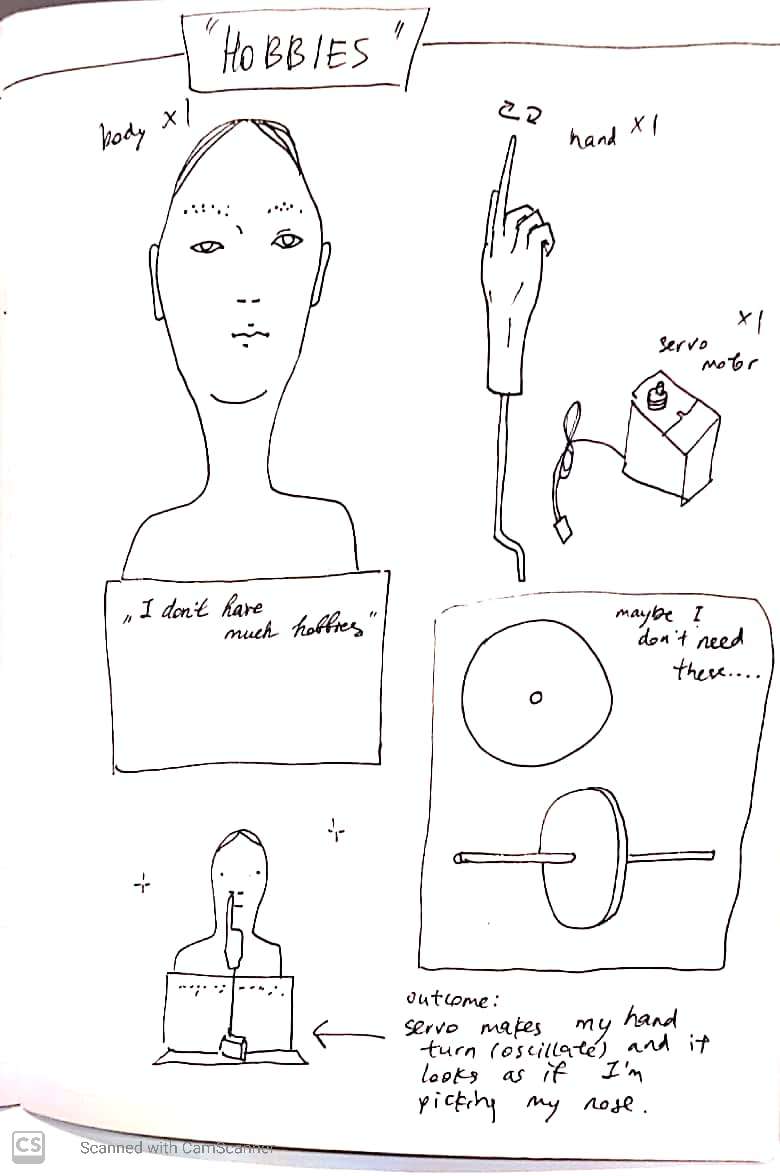 "HOBBIES"
body x1
hand x1
x1
servo
motor
„I don't have
much hobbies"
maybe I
don't need
these....
outcome:
servo makes my hand
turn (oscillate) and it
looks as if I'm
picking my nose.
CS
Scanned with CamScanner